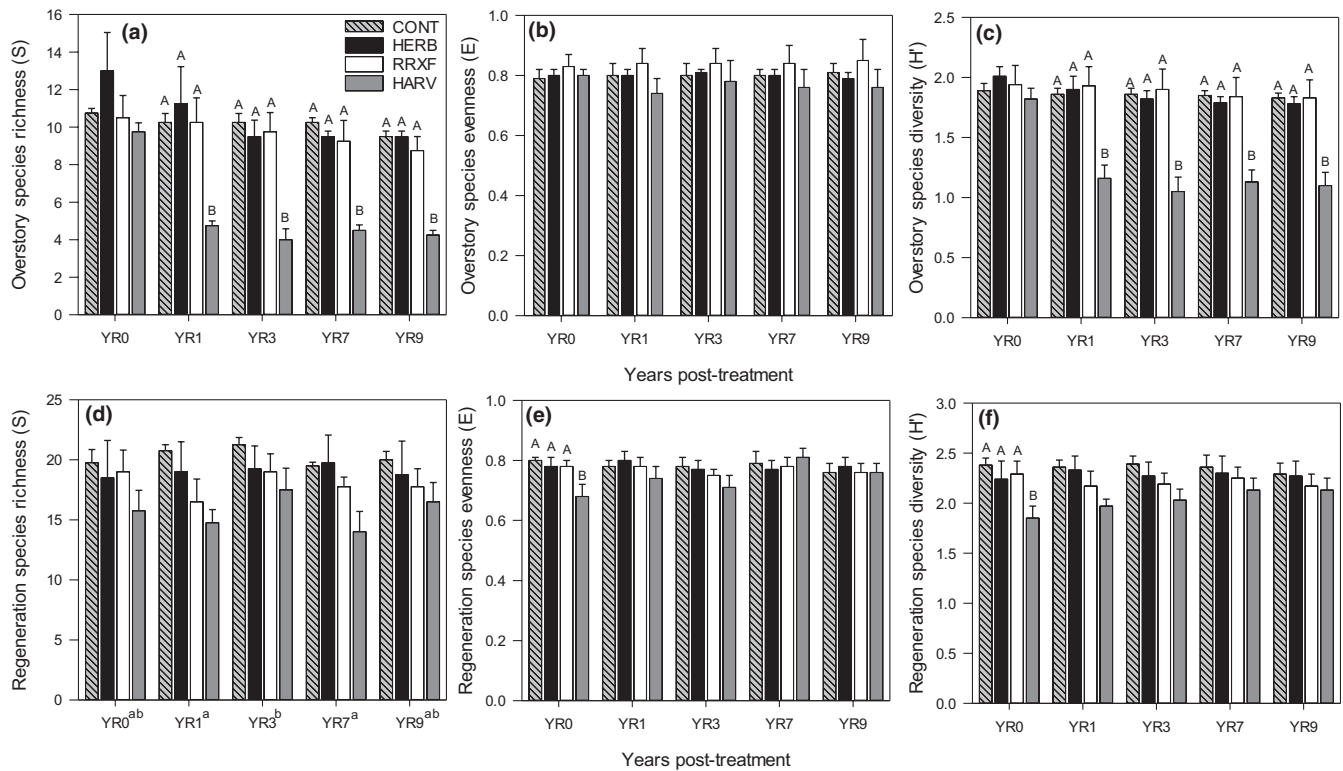 (a)
CONT
HERB
RRXF
HARV
Overstory species richness (S)
16
14
12
10
8
6
4
2
0
A
A
A A A
A A A
A A A
B
B
B
B
YR0 YR1 YR3 YR7 YR9
(b)
Overstory species evenness (E)
1.0
0.8
0.6
0.4
0.2
0.0
YR0 YR1 YR3 YR7 YR9
(c)
Overstory species diversity (H')
2.5
2.0
1.5
1.0
0.5
0.0
A A A
A A A
A A A
A A A
B
B
B
B
YR0 YR1 YR3 YR7 YR9
Years post-treatment
(d)
Regeneration species richness (S)
25
20
15
10
5
0
YR0ab YR1a YR3b YR7a YR9ab
(e)
Regeneration species evenness (E)
1.0
0.8
0.6
0.4
0.2
0.0
A A A
B
YR0 YR1 YR3 YR7 YR9
(f)
Regeneration species diversity (H')
3.0
2.5
2.0
1.5
1.0
0.5
0.0
A A A
B
YR0 YR1 YR3 YR7 YR9
Years post-treatment